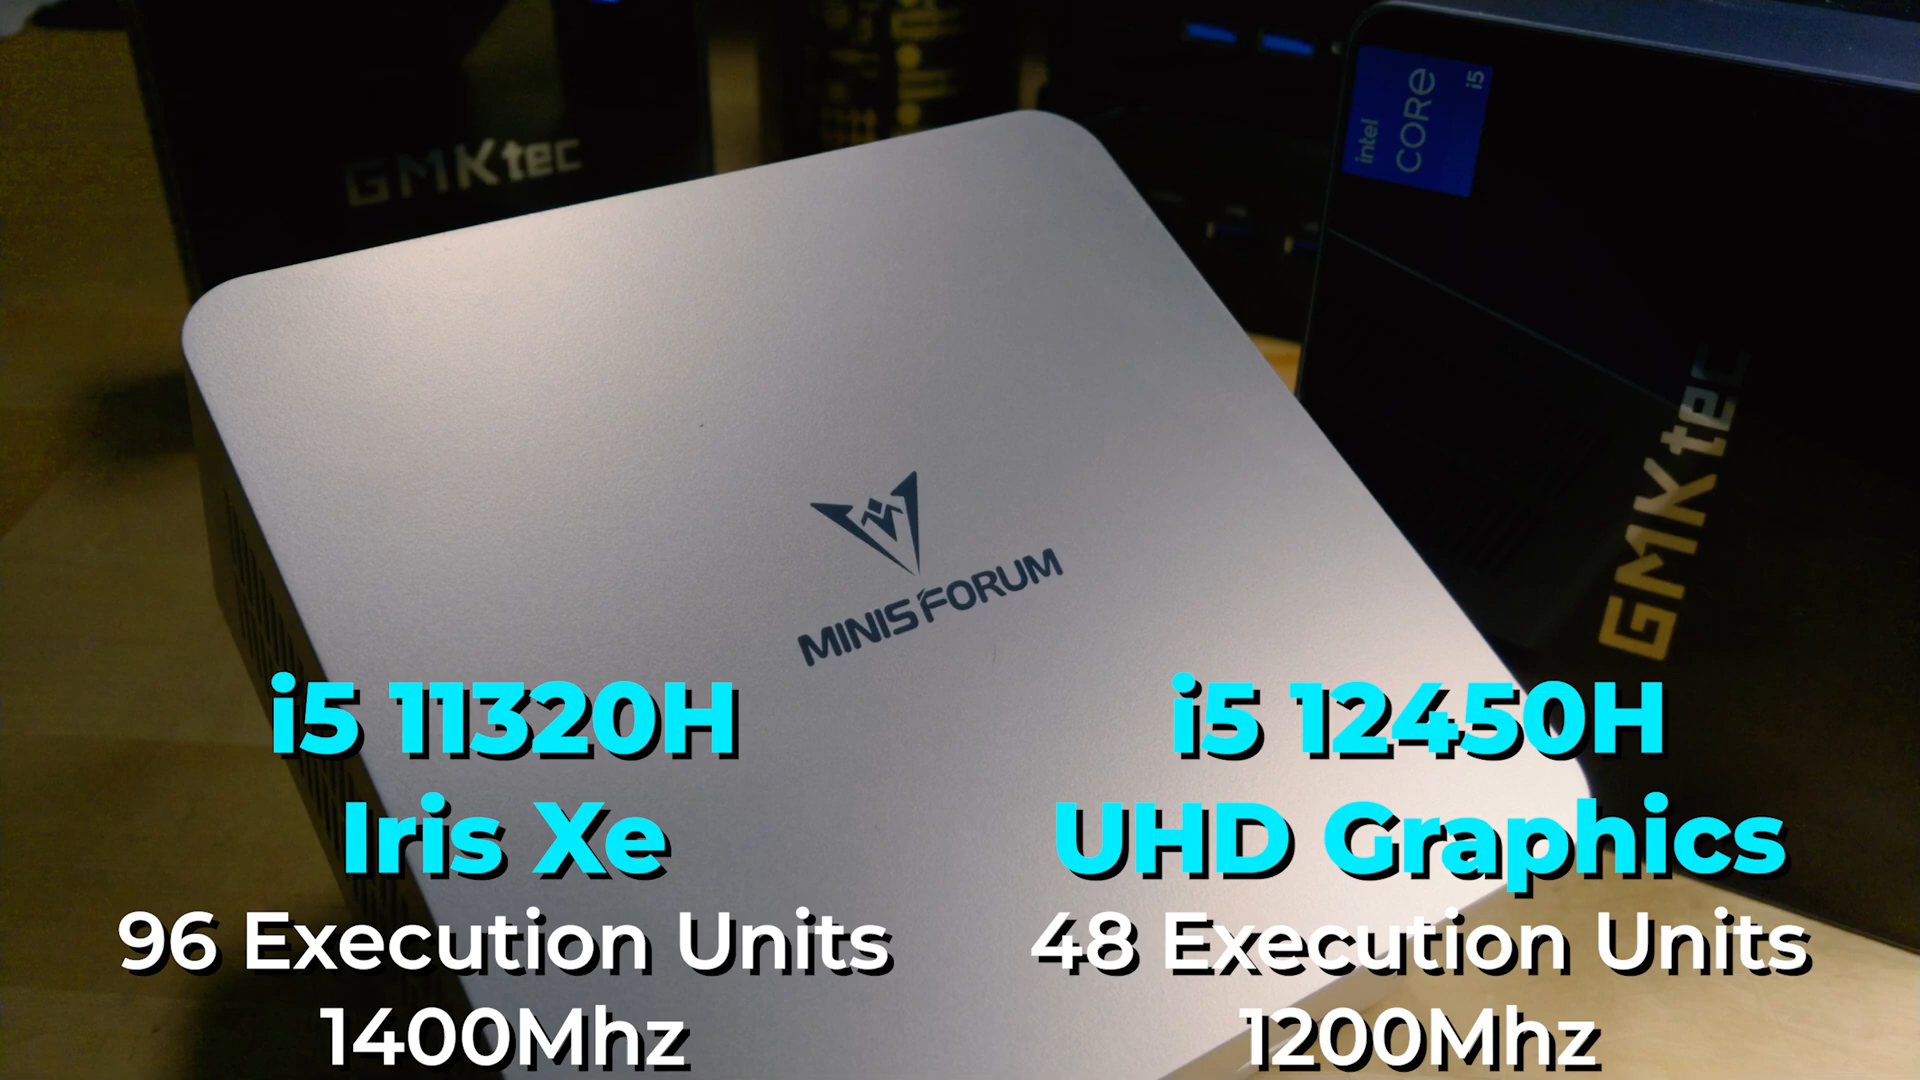 GMKtec
intel
CORE
i5
GMKtec
MINISFORUM
i5 11320H
Iris Xe
96 Execution Units
1400Mhz
i5 12450H
UHD Graphics
48 Execution Units
1200Mhz